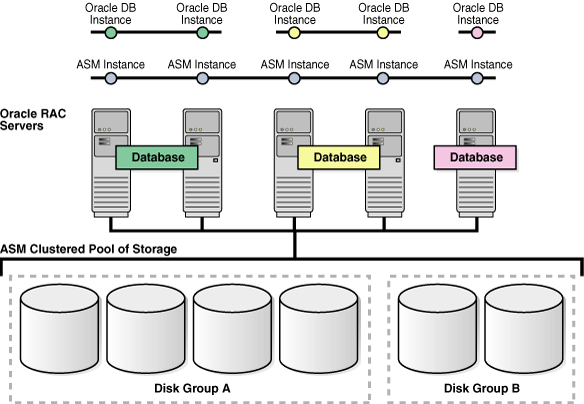 Oracle DB
Instance
Oracle DB
Instance
Oracle DB
Instance
Oracle DB
Instance
Oracle DB
Instance
ASM Instance
ASM Instance
ASM Instance
ASM Instance
ASM Instance
Oracle RAC
Servers
Database
Database
Database
ASM Clustered Pool of Storage
Disk Group A
Disk Group B